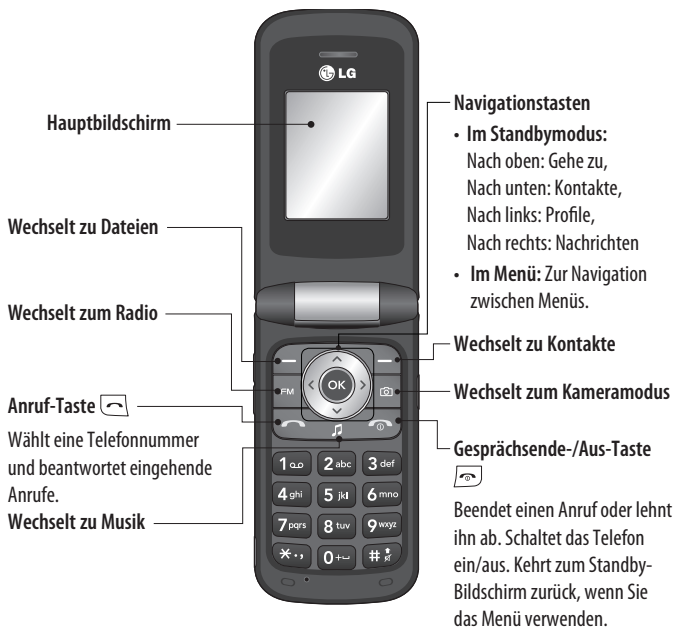 LG
Hauptbildschirm
Wechselt zu Dateien
Wechselt zum Radio
Anruf-Taste
Wählt eine Telefonnummer
und beantwortet eingehende
Anrufe.
Wechselt zu Musik
Navigationstasten
• Im Standbymodus:
Nach oben: Gehe zu,
Nach unten: Kontakte,
Nach links: Profile,
Nach rechts: Nachrichten
• Im Menü: Zur Navigation
zwischen Menüs.
Wechselt zu Kontakte
Wechselt zum Kameramodus
Gesprächsende-/Aus-Taste
Beendet einen Anruf oder lehnt
ihn ab. Schaltet das Telefon
ein/aus. Kehrt zum Standby-
Bildschirm zurück, wenn Sie
das Menü verwenden.
FM
OK
1 2 abc 3 def
4 ghi 5 jkl 6 mno
7 pqrs 8 tuv 9 wxyz
*., 0+ #